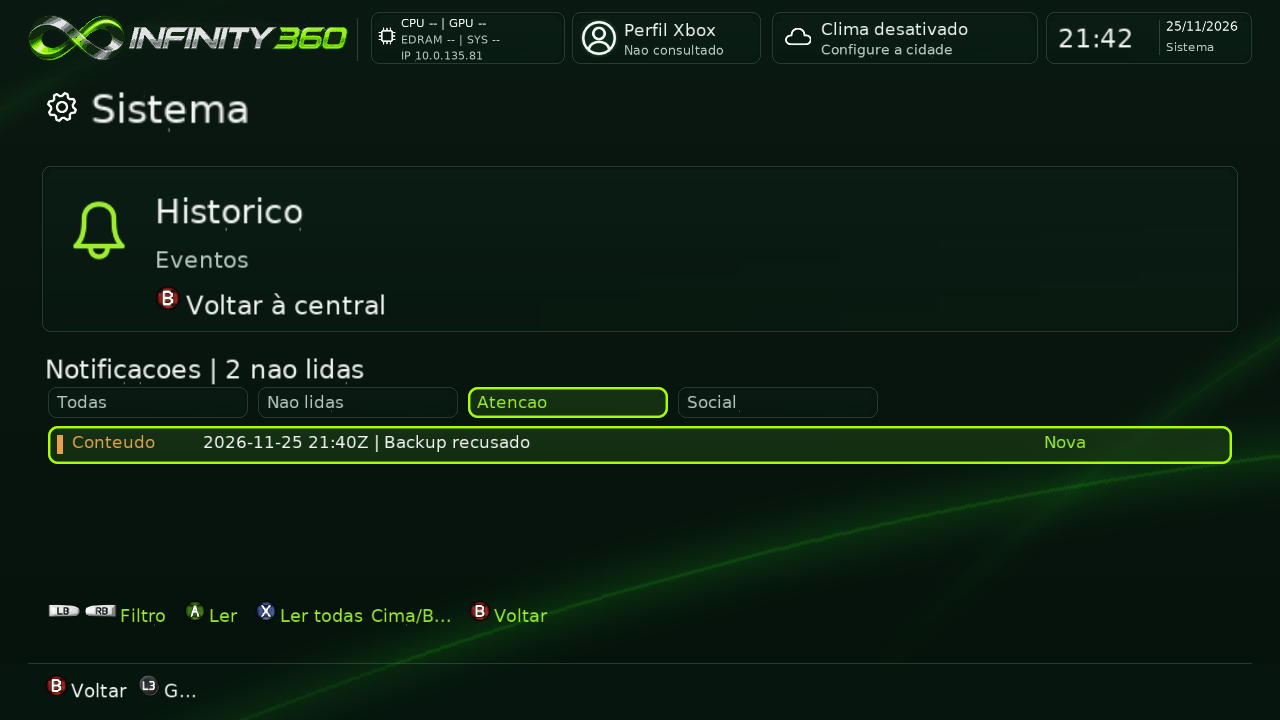 INFINITY 360
CPU -- | GPU --
EDRAM -- | SYS --
IP 10.0.135.81
Perfil Xbox
Nao consultado
Clima desativado
Configure a cidade
21:42
25/11/2026
Sistema
Sistema
Historico
Eventos
B Voltar à central
Notificacoes | 2 nao lidas
Todas
Nao lidas
Atencao
Social
Conteudo 2026-11-25 21:40Z | Backup recusado Nova
LB RB Filtro A Ler X Ler todas Cima/B... B Voltar
B Voltar L3 G...